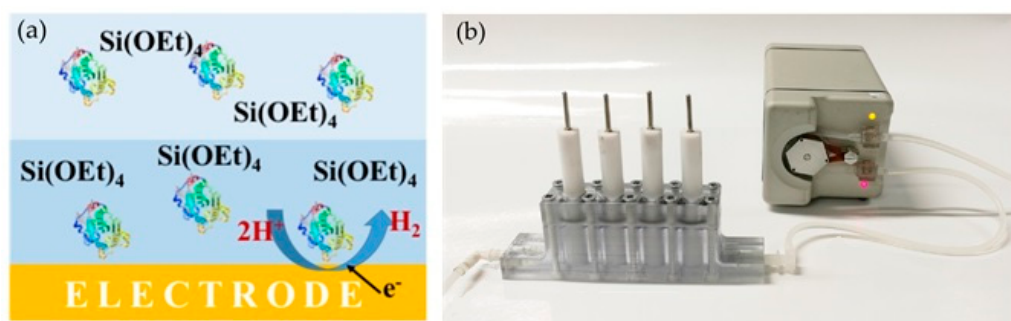 (a)
Si(OEt)4
Si(OEt)4
Si(OEt)4
Si(OEt)4
Si(OEt)4
2H+
H2
e-
ELECTRODE
(b)